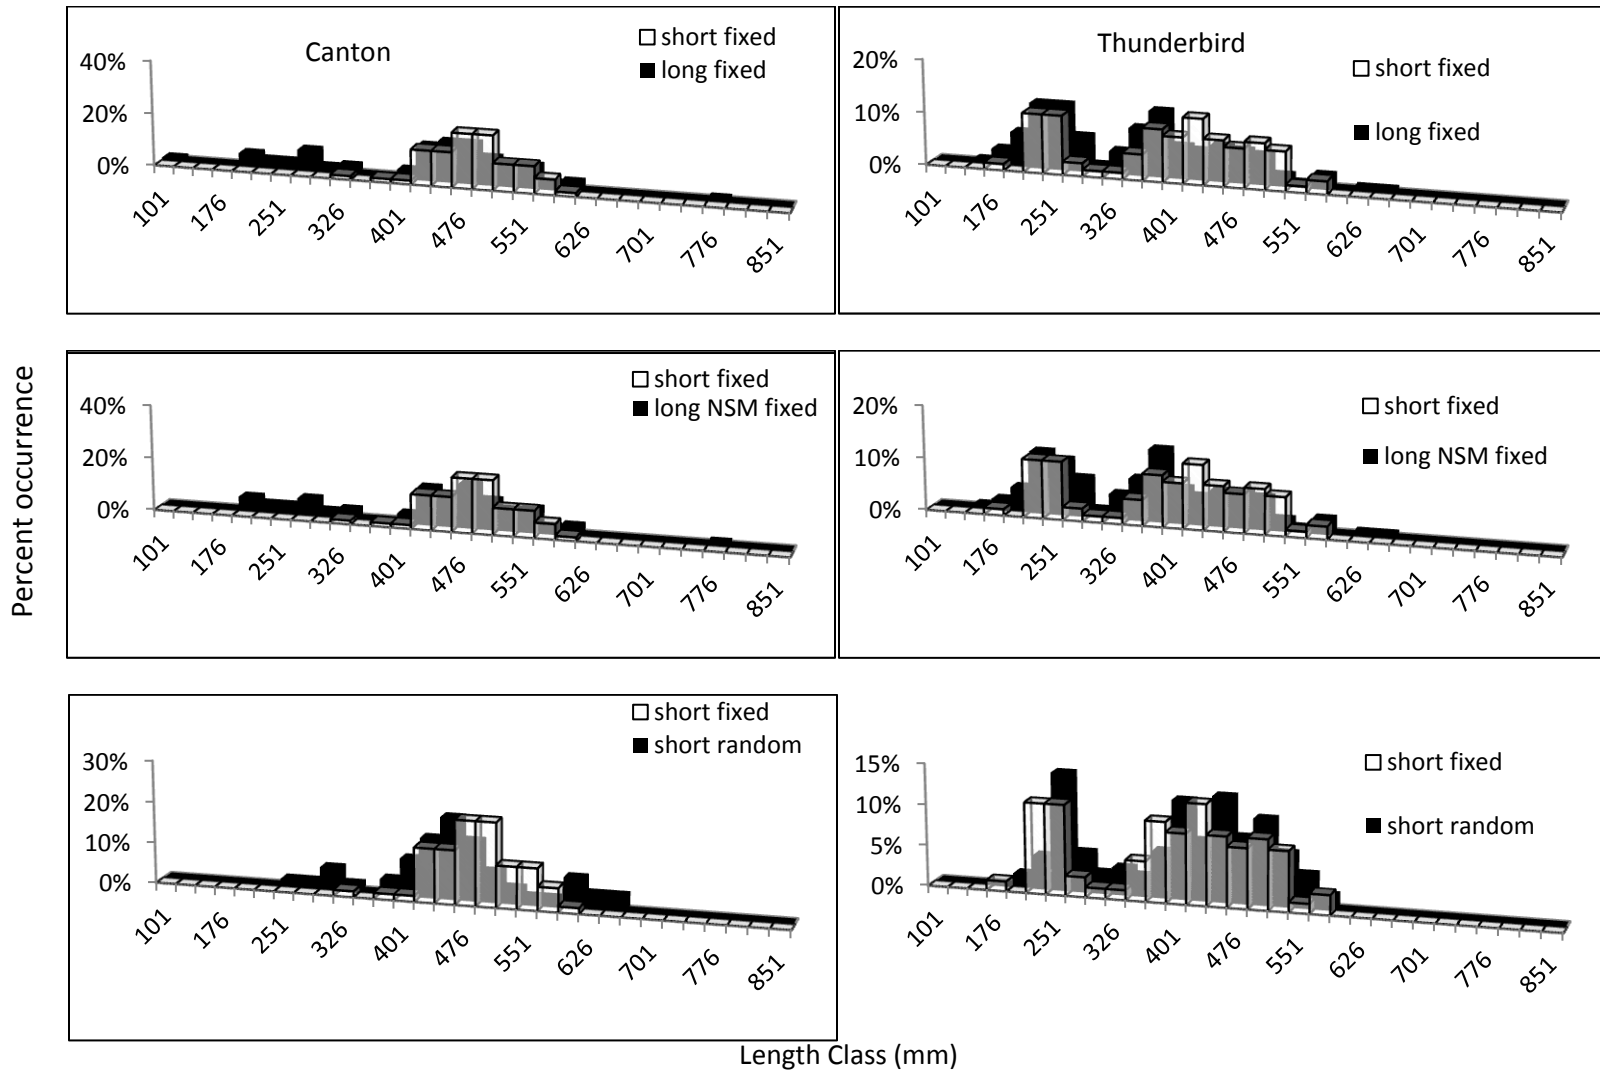 Percent occurrence
Canton
short fixed
long fixed
40%
20%
0%
101 176 251 326 401 476 551 626 701 776 851
Thunderbird
short fixed
long fixed
20%
10%
0%
101 176 251 326 401 476 551 626 701 776 851
short fixed
long NSM fixed
40%
20%
0%
101 176 251 326 401 476 551 626 701 776 851
short fixed
long NSM fixed
20%
10%
0%
101 176 251 326 401 476 551 626 701 776 851
short fixed
short random
30%
20%
10%
0%
101 176 251 326 401 476 551 626 701 776 851
short fixed
short random
15%
10%
5%
0%
101 176 251 326 401 476 551 626 701 776 851
Length Class (mm)